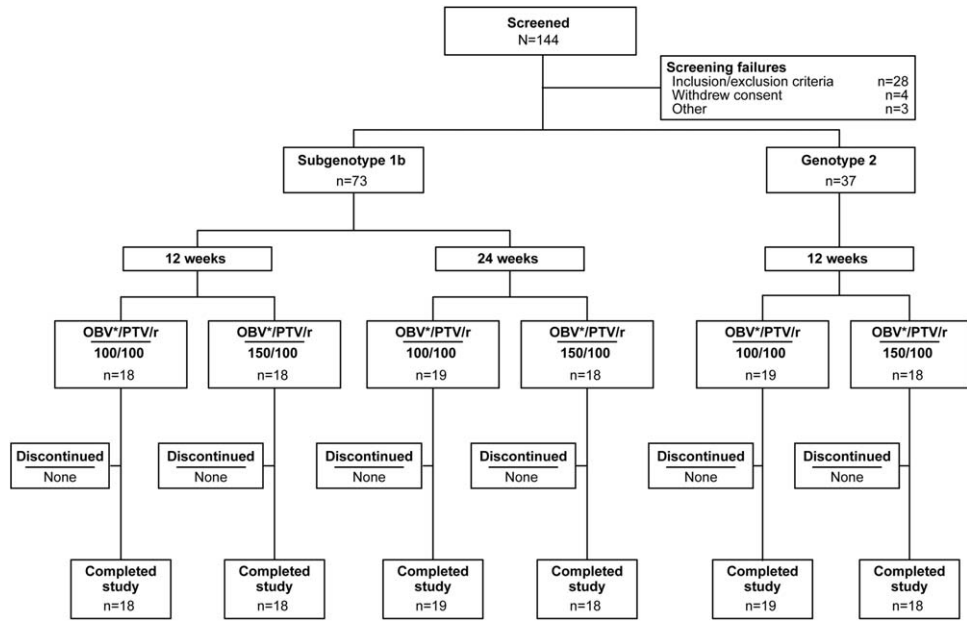 Screened
N=144
Screening failures
Inclusion/exclusion criteria n=28
Withdrew consent n=4
Other n=3
Subgenotype 1b
n=73
Genotype 2
n=37
12 weeks
24 weeks
12 weeks
OBV*/PTV/r
100/100
n=18
OBV*/PTV/r
150/100
n=18
OBV*/PTV/r
100/100
n=19
OBV*/PTV/r
150/100
n=18
OBV*/PTV/r
100/100
n=19
OBV*/PTV/r
150/100
n=18
Discontinued
None
Discontinued
None
Discontinued
None
Discontinued
None
Discontinued
None
Discontinued
None
Completed
study
n=18
Completed
study
n=18
Completed
study
n=19
Completed
study
n=18
Completed
study
n=19
Completed
study
n=18